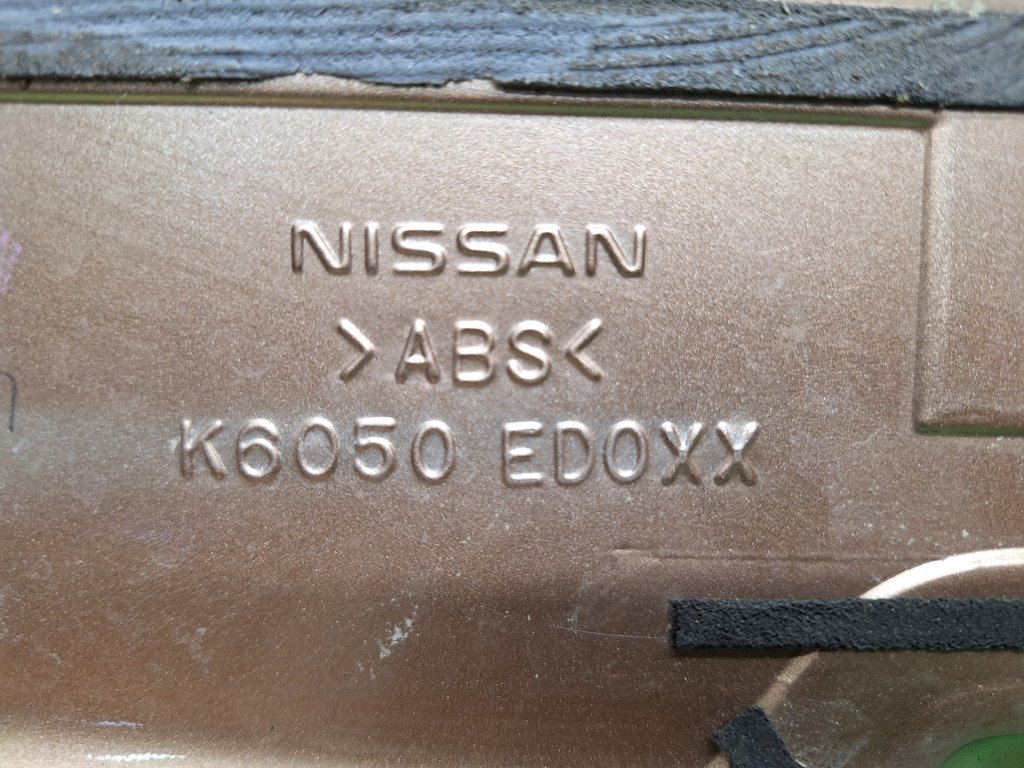 NISSAN
>ABS<
K6050 ED0XX